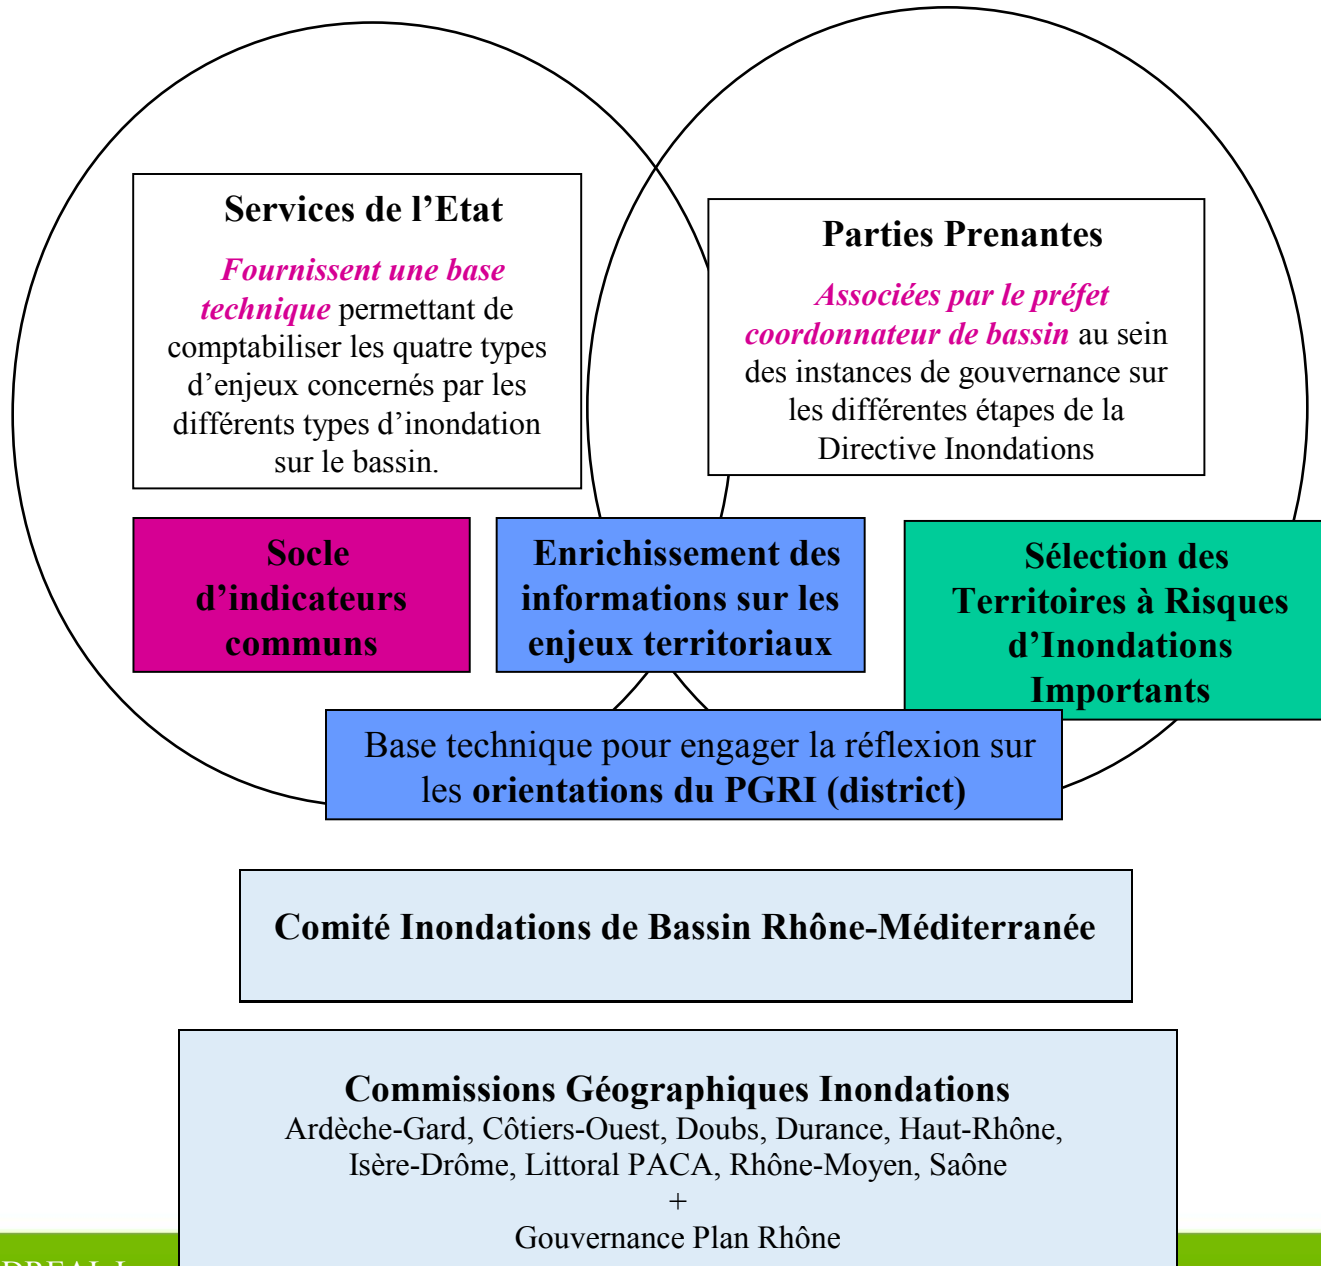 Services de l’Etat
Fournissent une base
technique permettant de
comptabiliser les quatre types
d’enjeux concernés par les
différents types d’inondation
sur le bassin.
Parties Prenantes
Associées par le préfet
coordonnateur de bassin au sein
des instances de gouvernance sur
les différentes étapes de la
Directive Inondations
Socle
d’indicateurs
communs
Enrichissement des
informations sur les
enjeux territoriaux
Sélection des
Territoires à Risques
d’Inondations
Importants
Base technique pour engager la réflexion sur
les orientations du PGRI (district)
Comité Inondations de Bassin Rhône-Méditerranée
Commissions Géographiques Inondations
Ardèche-Gard, Côtiers-Ouest, Doubs, Durance, Haut-Rhône,
Isère-Drôme, Littoral PACA, Rhône-Moyen, Saône
+
Gouvernance Plan Rhône